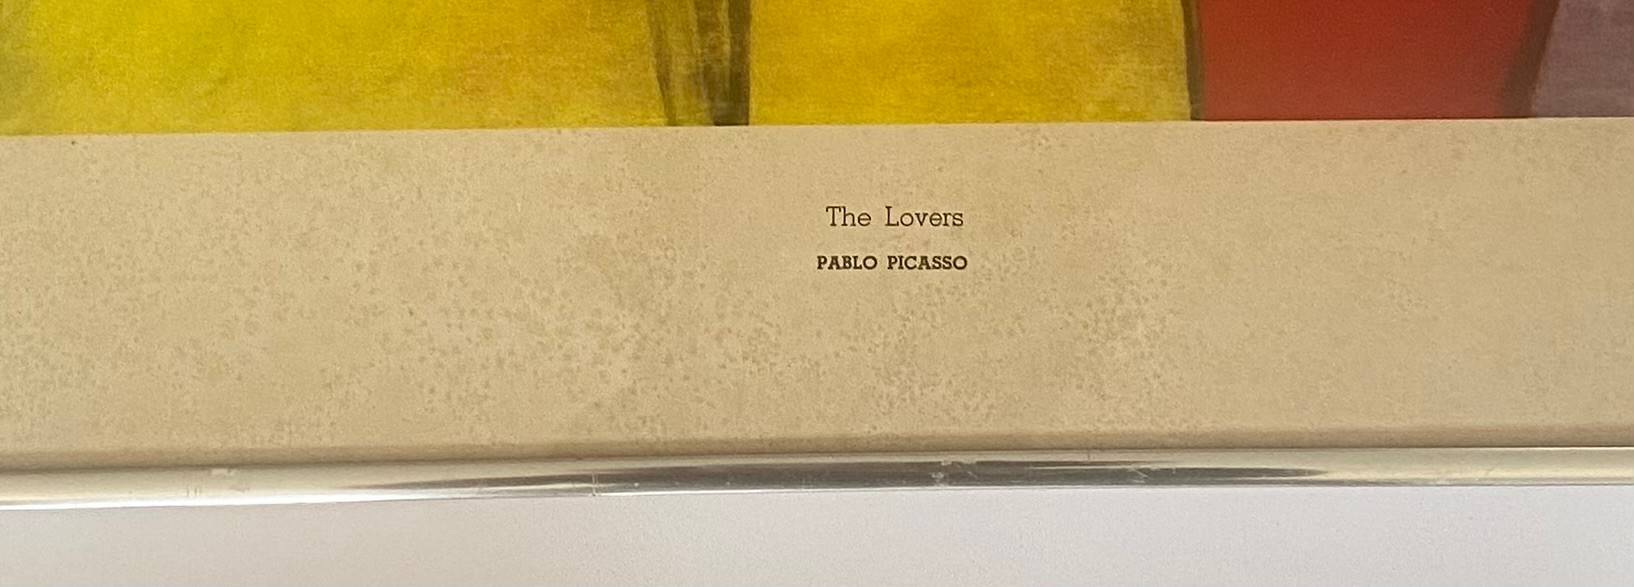 The Lovers
PABLO PICASSO